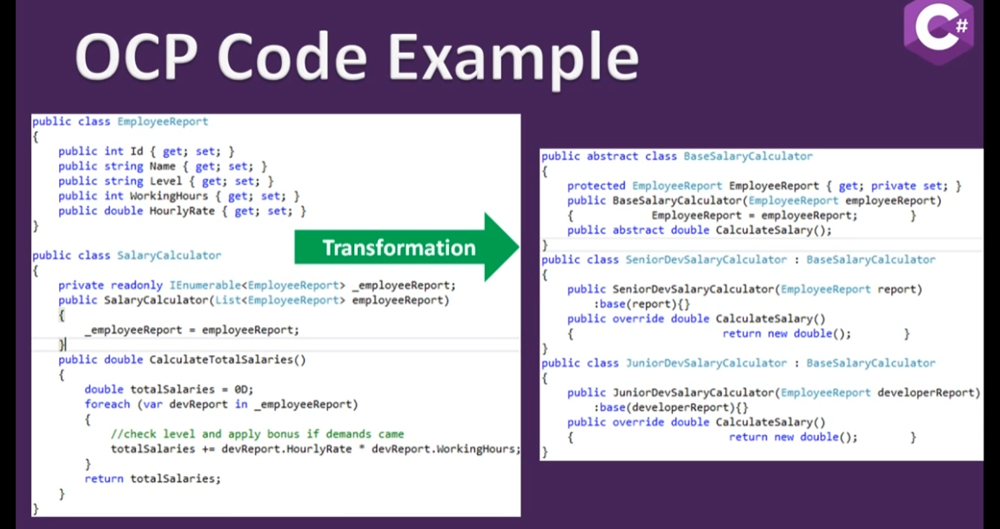 C#
OCP Code Example
public class EmployeeReport
{
public int Id { get; set; }
public string Name { get; set; }
public string Level { get; set; }
public int WorkingHours { get; set; }
public double HourlyRate { get; set; }
}
public class SalaryCalculator
{
private readonly IEnumerable<EmployeeReport> _employeeReport;
public SalaryCalculator(List<EmployeeReport> employeeReport)
{
_employeeReport = employeeReport;
}
public double CalculateTotalSalaries()
{
double totalSalaries = 0D;
foreach (var devReport in _employeeReport)
{
//check level and apply bonus if demands came
totalSalaries += devReport.HourlyRate * devReport.WorkingHours;
}
return totalSalaries;
}
}
Transformation
public abstract class BaseSalaryCalculator
{
protected EmployeeReport EmployeeReport { get; private set; }
public BaseSalaryCalculator(EmployeeReport employeeReport)
{ EmployeeReport = employeeReport; }
public abstract double CalculateSalary();
}
public class SeniorDevSalaryCalculator : BaseSalaryCalculator
{
public SeniorDevSalaryCalculator(EmployeeReport report)
:base(report){}
public override double CalculateSalary()
{ return new double(); }
}
public class JuniorDevSalaryCalculator : BaseSalaryCalculator
{
public JuniorDevSalaryCalculator(EmployeeReport developerReport)
:base(developerReport){}
public override double CalculateSalary()
{ return new double(); }
}